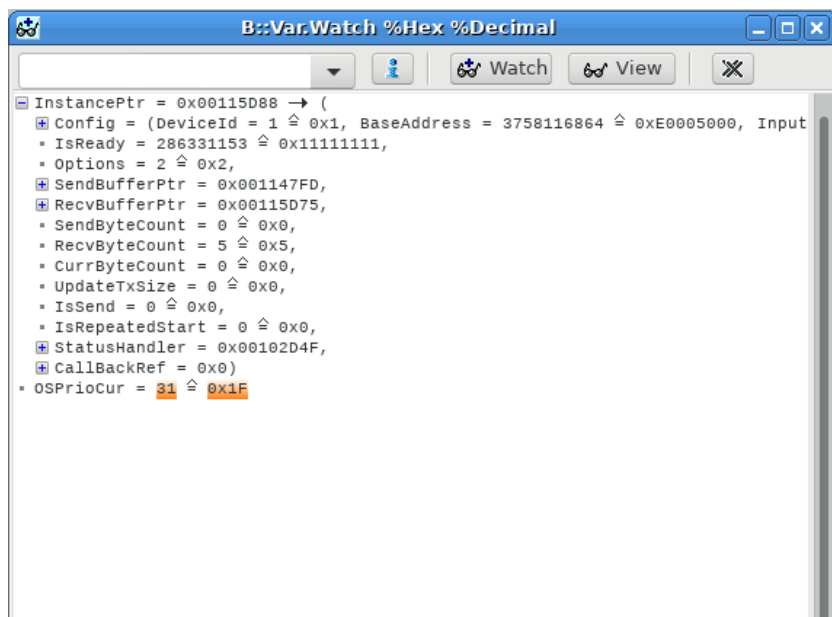 B::Var.Watch %Hex %Decimal
Watch View
InstancePtr = 0x00115D88 → (
Config = (DeviceId = 1 ≙ 0x1, BaseAddress = 3758116864 ≙ 0xE0005000, Input
IsReady = 286331153 ≙ 0x11111111,
Options = 2 ≙ 0x2,
SendBufferPtr = 0x001147FD,
RecvBufferPtr = 0x00115D75,
SendByteCount = 0 ≙ 0x0,
RecvByteCount = 5 ≙ 0x5,
CurrByteCount = 0 ≙ 0x0,
UpdateTxSize = 0 ≙ 0x0,
IsSend = 0 ≙ 0x0,
IsRepeatedStart = 0 ≙ 0x0,
StatusHandler = 0x00102D4F,
CallBackRef = 0x0)
OSPrioCur = 31 ≙ 0x1F